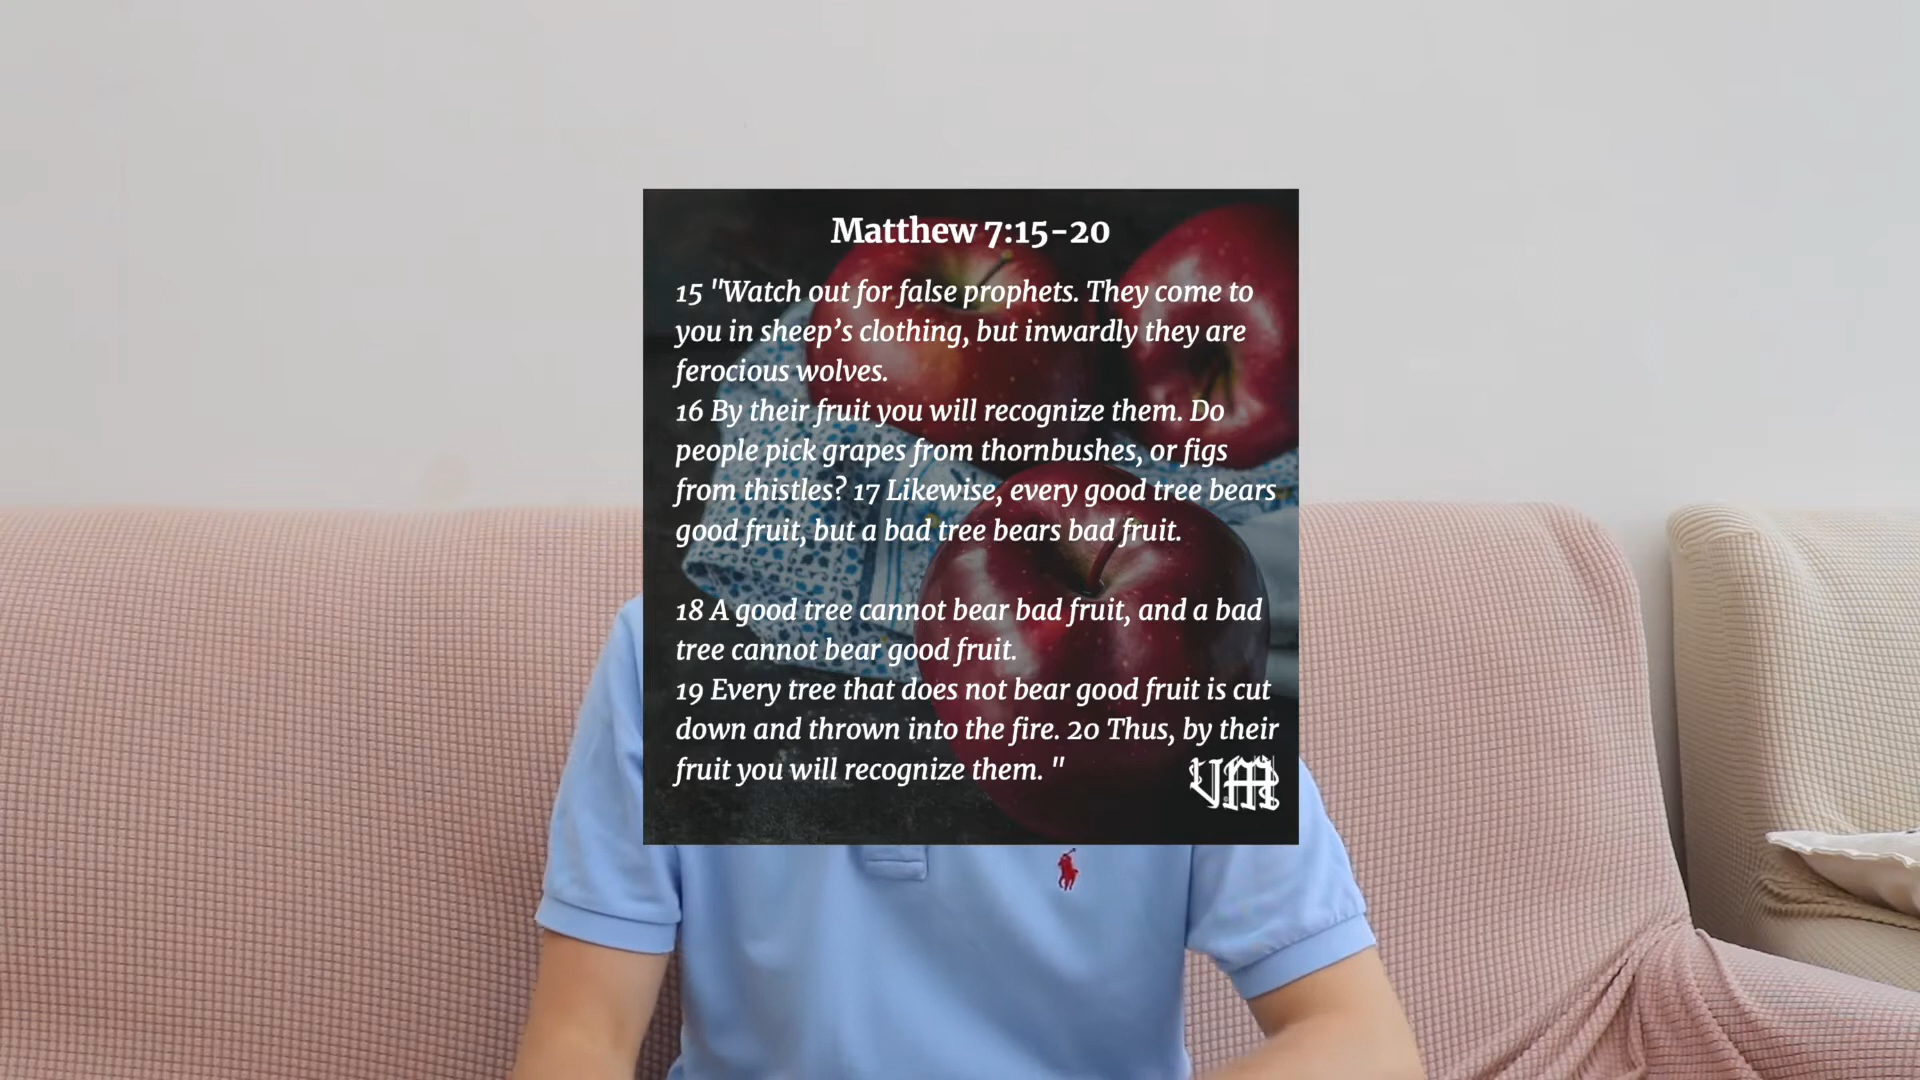 Matthew 7:15-20
15 "Watch out for false prophets. They come to
you in sheep’s clothing, but inwardly they are
ferocious wolves.
16 By their fruit you will recognize them. Do
people pick grapes from thornbushes, or figs
from thistles? 17 Likewise, every good tree bears
good fruit, but a bad tree bears bad fruit.
18 A good tree cannot bear bad fruit, and a bad
tree cannot bear good fruit.
19 Every tree that does not bear good fruit is cut
down and thrown into the fire. 20 Thus, by their
fruit you will recognize them. "
VM